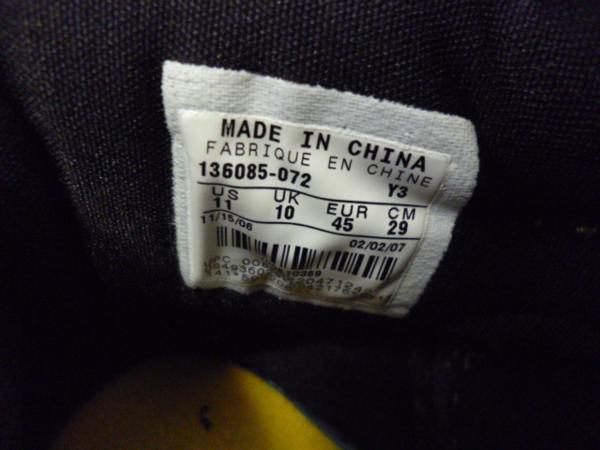 MADE IN CHINA
FABRIQUE EN CHINE
136085-072 Y3
US UK EUR CM
11 10 45 29
11/15/06 02/02/07
UPC